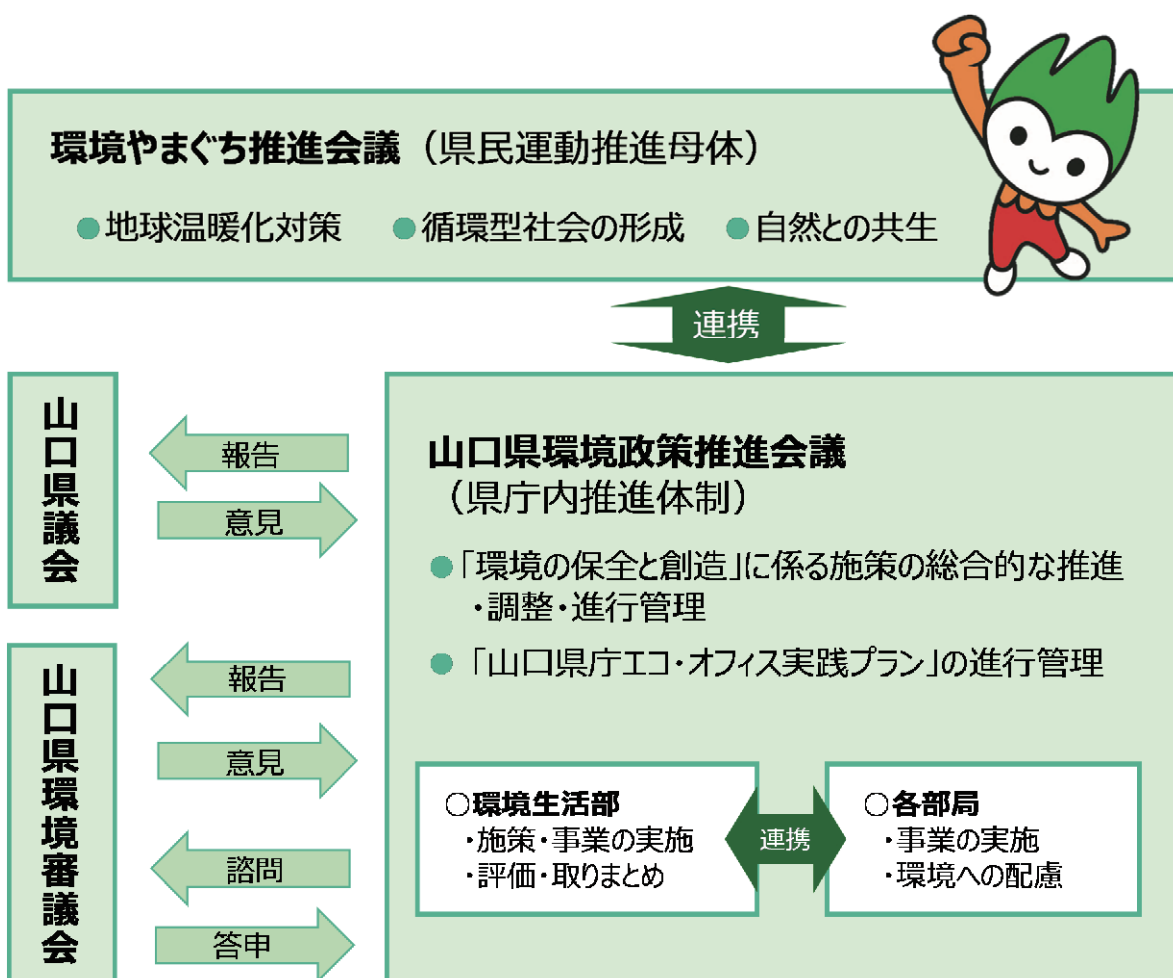 環境やまぐち推進会議（県民運動推進母体）
●地球温暖化対策 ●循環型社会の形成 ●自然との共生
連携
山口県議会
報告
意見
山口県環境審議会
報告
意見
諮問
答申
山口県環境政策推進会議
（県庁内推進体制）
●「環境の保全と創造」に係る施策の総合的な推進
・調整・進行管理
●「山口県庁エコ・オフィス実践プラン」の進行管理
○環境生活部
・施策・事業の実施
・評価・取りまとめ
連携
○各部局
・事業の実施
・環境への配慮